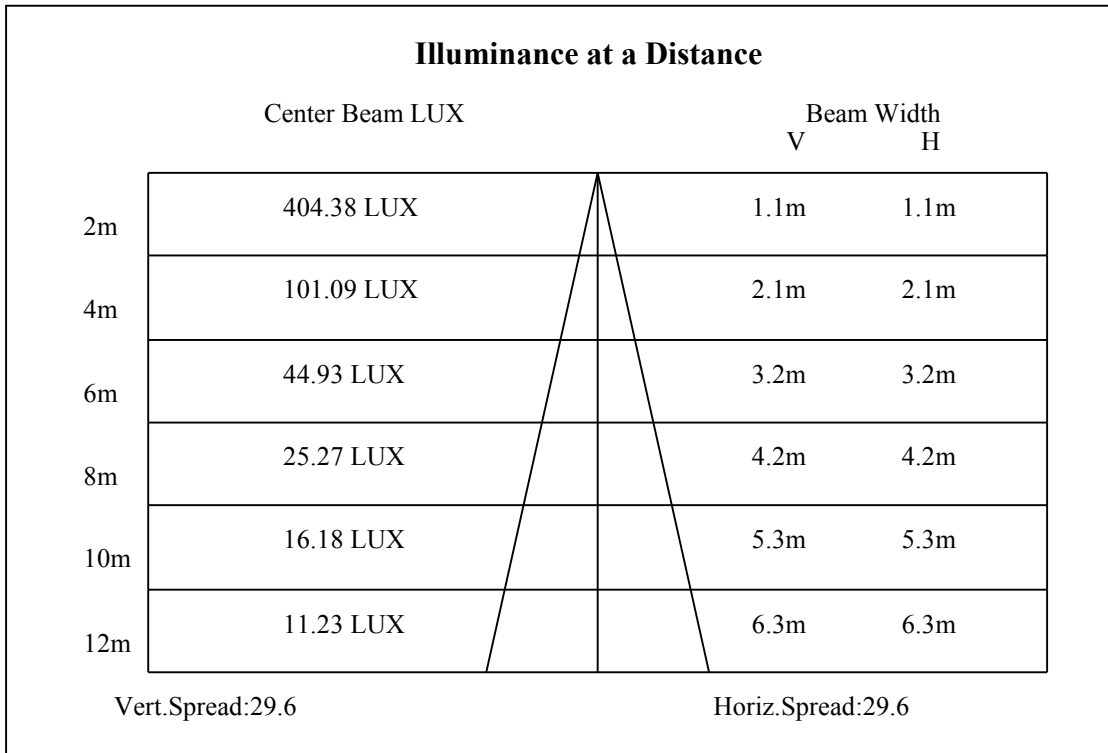 Illuminance at a Distance
Center Beam LUX Beam Width
V H
2m 404.38 LUX 1.1m 1.1m
4m 101.09 LUX 2.1m 2.1m
6m 44.93 LUX 3.2m 3.2m
8m 25.27 LUX 4.2m 4.2m
10m 16.18 LUX 5.3m 5.3m
12m 11.23 LUX 6.3m 6.3m
Vert.Spread:29.6 Horiz.Spread:29.6